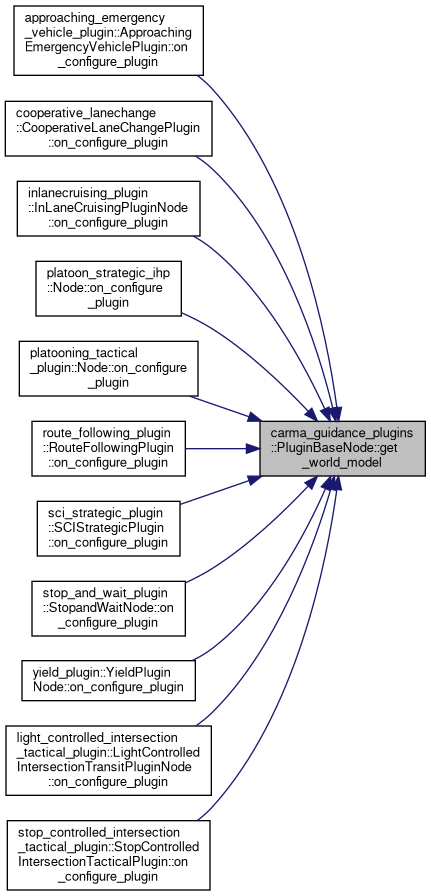 approaching_emergency
_vehicle_plugin::Approaching
EmergencyVehiclePlugin::on
_configure_plugin
cooperative_lanechange
::CooperativeLaneChangePlugin
::on_configure_plugin
inlanecruising_plugin
::InLaneCruisingPluginNode
::on_configure_plugin
platoon_strategic_ihp
::Node::on_configure
_plugin
platooning_tactical
_plugin::Node::on_configure
_plugin
route_following_plugin
::RouteFollowingPlugin
::on_configure_plugin
carma_guidance_plugins
::PluginBaseNode::get
_world_model
sci_strategic_plugin
::SCIStrategicPlugin
::on_configure_plugin
stop_and_wait_plugin
::StopandWaitNode::on
_configure_plugin
yield_plugin::YieldPlugin
Node::on_configure_plugin
light_controlled_intersection
_tactical_plugin::LightControlled
IntersectionTransitPluginNode
::on_configure_plugin
stop_controlled_intersection
_tactical_plugin::StopControlled
IntersectionTacticalPlugin::on
_configure_plugin